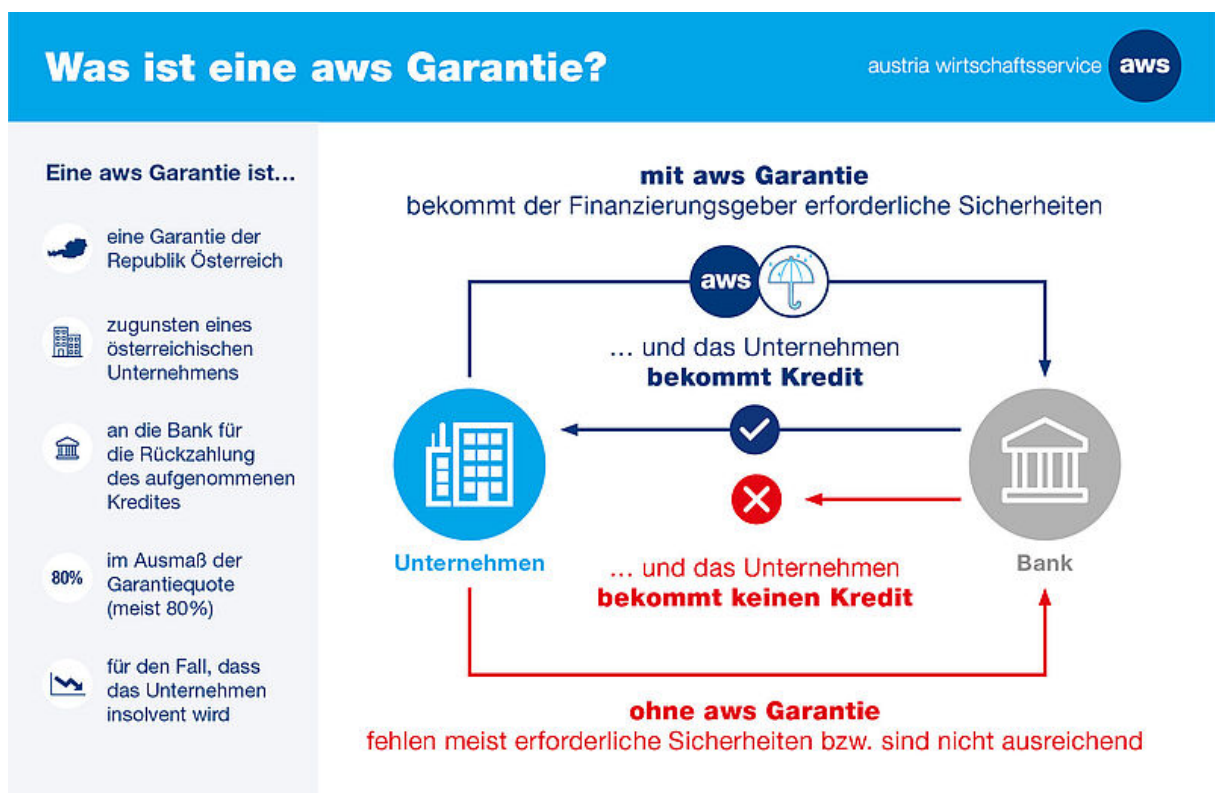 Was ist eine aws Garantie?
austria wirtschaftsservice aws
Eine aws Garantie ist...
eine Garantie der
Republik Österreich
zugunsten eines
österreichischen
Unternehmens
an die Bank für
die Rückzahlung
des aufgenommenen
Kredites
80%
im Ausmaß der
Garantiequote
(meist 80%)
für den Fall, dass
das Unternehmen
insolvent wird
mit aws Garantie
bekommt der Finanzierungsgeber erforderliche Sicherheiten
aws
... und das Unternehmen
bekommt Kredit
Unternehmen
Bank
... und das Unternehmen
bekommt keinen Kredit
ohne aws Garantie
fehlen meist erforderliche Sicherheiten bzw. sind nicht ausreichend